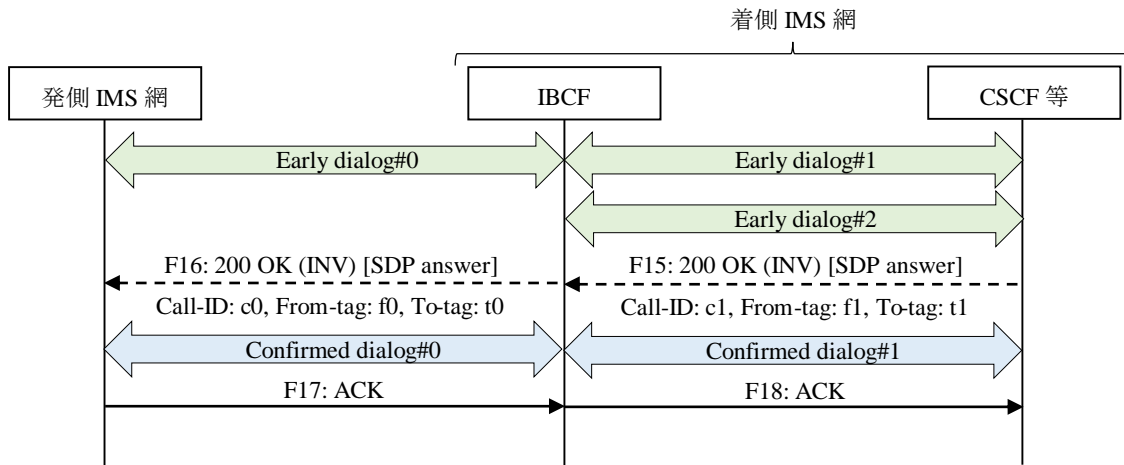 着側 IMS 網
発側 IMS 網
IBCF
CSCF 等
Early dialog#0
Early dialog#1
Early dialog#2
F16: 200 OK (INV) [SDP answer]
F15: 200 OK (INV) [SDP answer]
Call-ID: c0, From-tag: f0, To-tag: t0
Call-ID: c1, From-tag: f1, To-tag: t1
Confirmed dialog#0
Confirmed dialog#1
F17: ACK
F18: ACK